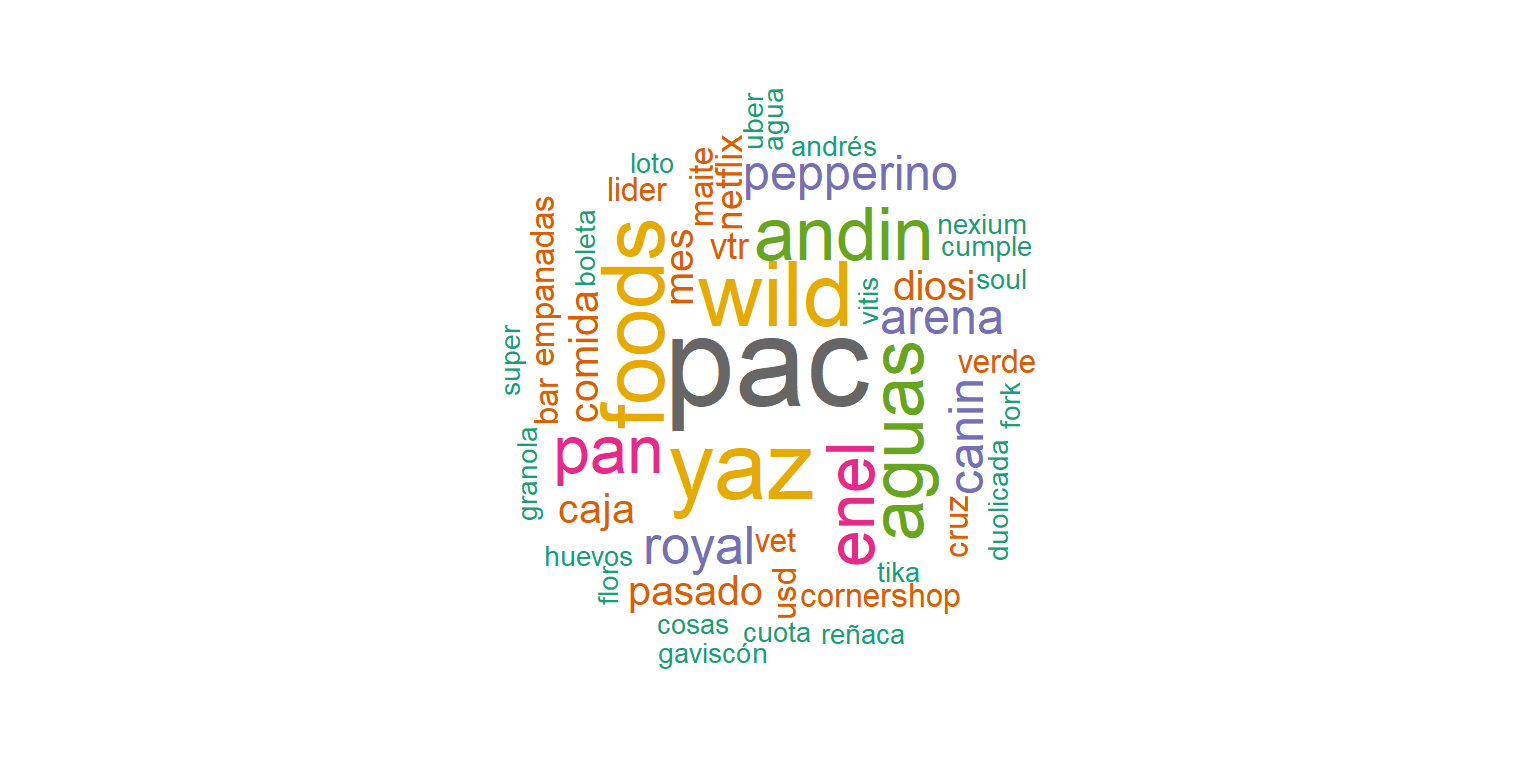 uber
agua
andrés
loto
maite
netflix
pepperino
lider
empanadas
boleta
foods
mes
vtr
andin
nexium
cumple
wild
vitis
diosi
soul
arena
super
bar
comida
pac
aguas
verde
canin
fork
granola
pan
yaz
enel
duolicada
caja
cruz
huevos
royal
vet
flor
pasado
usd
cornershop
tika
cosas
cuota
reñaca
gaviscón